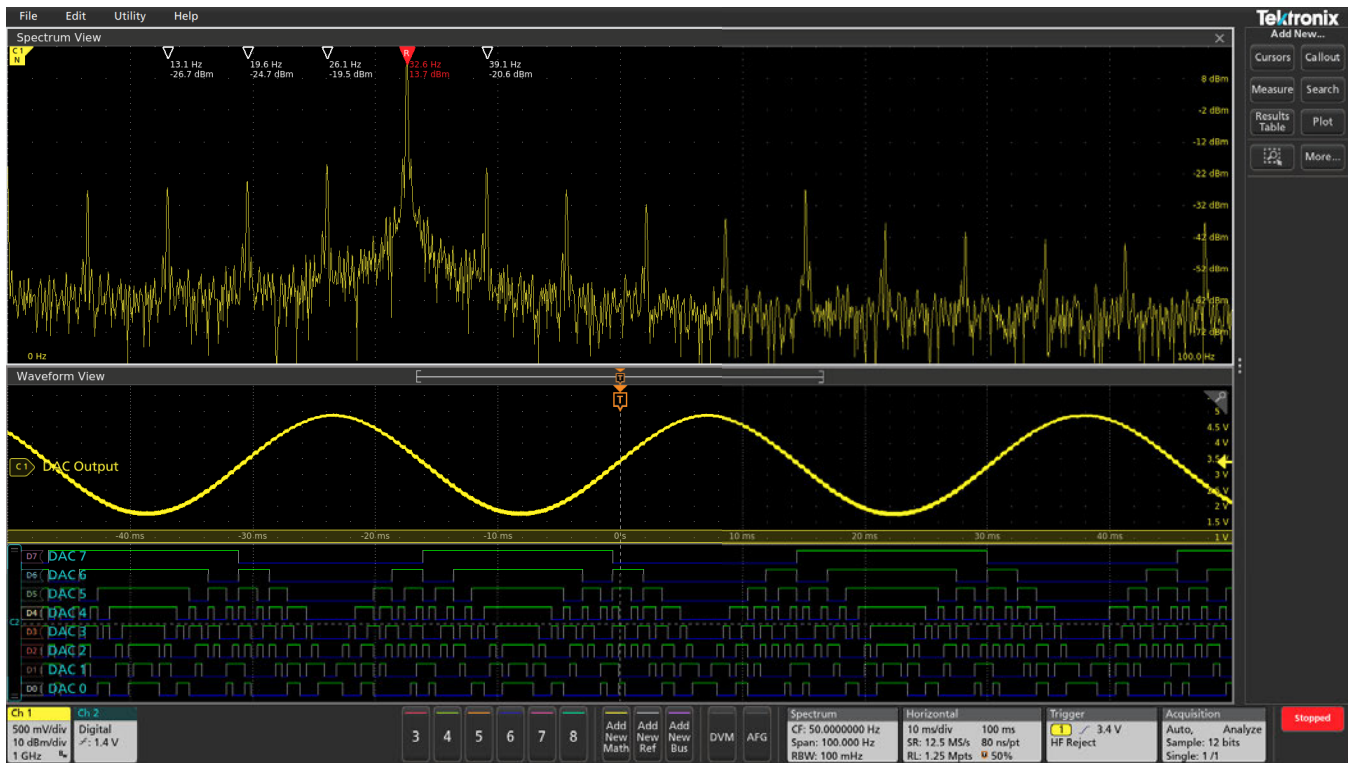 File Edit Utility Help
Tektronix
Add New...
Spectrum View
C1
N
R
13.1 Hz 19.6 Hz 26.1 Hz 32.6 Hz 39.1 Hz
-26.7 dBm -24.7 dBm -19.5 dBm 13.7 dBm -20.6 dBm
8 dBm
-2 dBm
-12 dBm
-22 dBm
-32 dBm
-42 dBm
-52 dBm
-62 dBm
-72 dBm
0 Hz 100.0 Hz
Cursors Callout
Measure Search
Results Table Plot
More...
Waveform View
T
T
5
4.5 V
4 V
3.5 V
3 V
2.5 V
2 V
1.5 V
1 V
C1 DAC Output
-40 ms -30 ms -20 ms -10 ms 0 s 10 ms 20 ms 30 ms 40 ms
C2
D7 DAC 7
D6 DAC 6
D5 DAC 5
D4 DAC 4
D3 DAC 3
D2 DAC 2
D1 DAC 1
D0 DAC 0
Ch 1
500 mV/div
10 dBm/div
1 GHz
Ch 2
Digital
: 1.4 V
3 4 5 6 7 8
Add New Math
Add New Ref
Add New Bus
DVM AFG
Spectrum
CF: 50.0000000 Hz
Span: 100.000 Hz
RBW: 100 mHz
Horizontal
10 ms/div 100 ms
SR: 12.5 MS/s 80 ns/pt
RL: 1.25 Mpts 50%
Trigger
1 3.4 V
HF Reject
Acquisition
Auto, Analyze
Sample: 12 bits
Single: 1 /1
Stopped